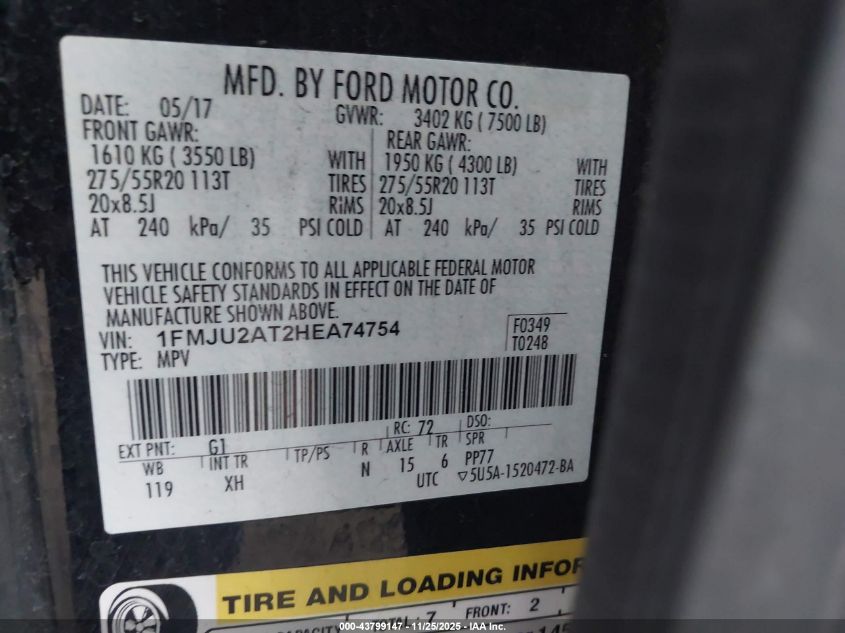 MFD. BY FORD MOTOR CO.
DATE: 05/17 GVWR: 3402 KG ( 7500 LB)
FRONT GAWR: REAR GAWR:
1610 KG ( 3550 LB) WITH 1950 KG ( 4300 LB) WITH
275/55R20 113T TIRES 275/55R20 113T TIRES
20x8.5J RIMS 20x8.5J RIMS
AT 240 kPa/ 35 PSI COLD AT 240 kPa/ 35 PSI COLD
THIS VEHICLE CONFORMS TO ALL APPLICABLE FEDERAL MOTOR
VEHICLE SAFETY STANDARDS IN EFFECT ON THE DATE OF
MANUFACTURE SHOWN ABOVE.
VIN: 1FMJU2AT2HEA74754 F0349
TYPE: MPV T0248
EXT PNT: G1 RC: 72 DSO:
WB INT TR TP/PS R AXLE TR SPR
119 XH N 15 6 PP77
UTC ▽5U5A-1520472-BA
TIRE AND LOADING
FRONT: 2
© 43799147 - 11/25/2025 - IAA Inc.